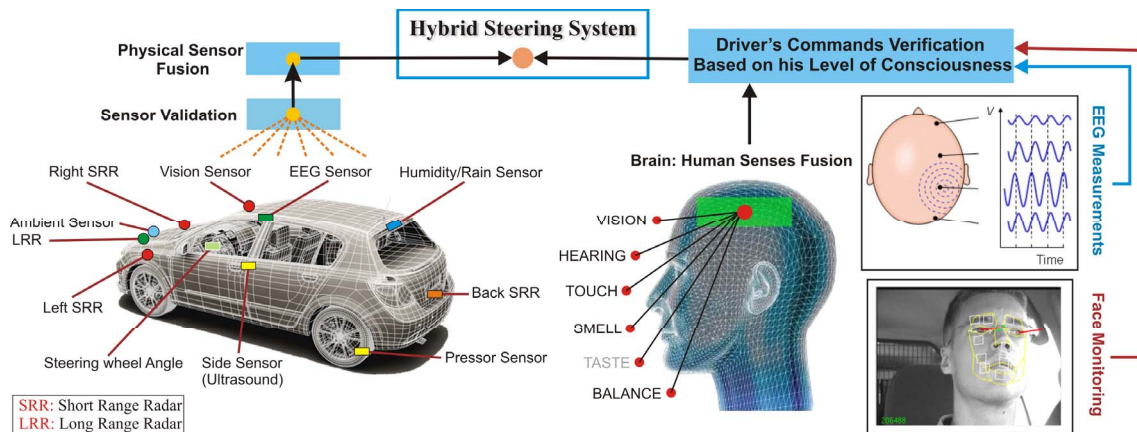 Hybrid Steering System
Physical Sensor
Fusion
Driver's Commands Verification
Based on his Level of Consciousness
Sensor Validation
Right SRR
Vision Sensor
EEG Sensor
Humidity/Rain Sensor
Ambient Sensor
LRR
Left SRR
Steering wheel Angle
Side Sensor
(Ultrasound)
Back SRR
Pressor Sensor
SRR: Short Range Radar
LRR: Long Range Radar
Brain: Human Senses Fusion
VISION
HEARING
TOUCH
SMELL
TASTE
BALANCE
V
Time
EEG Measurements
Face Monitoring
206488